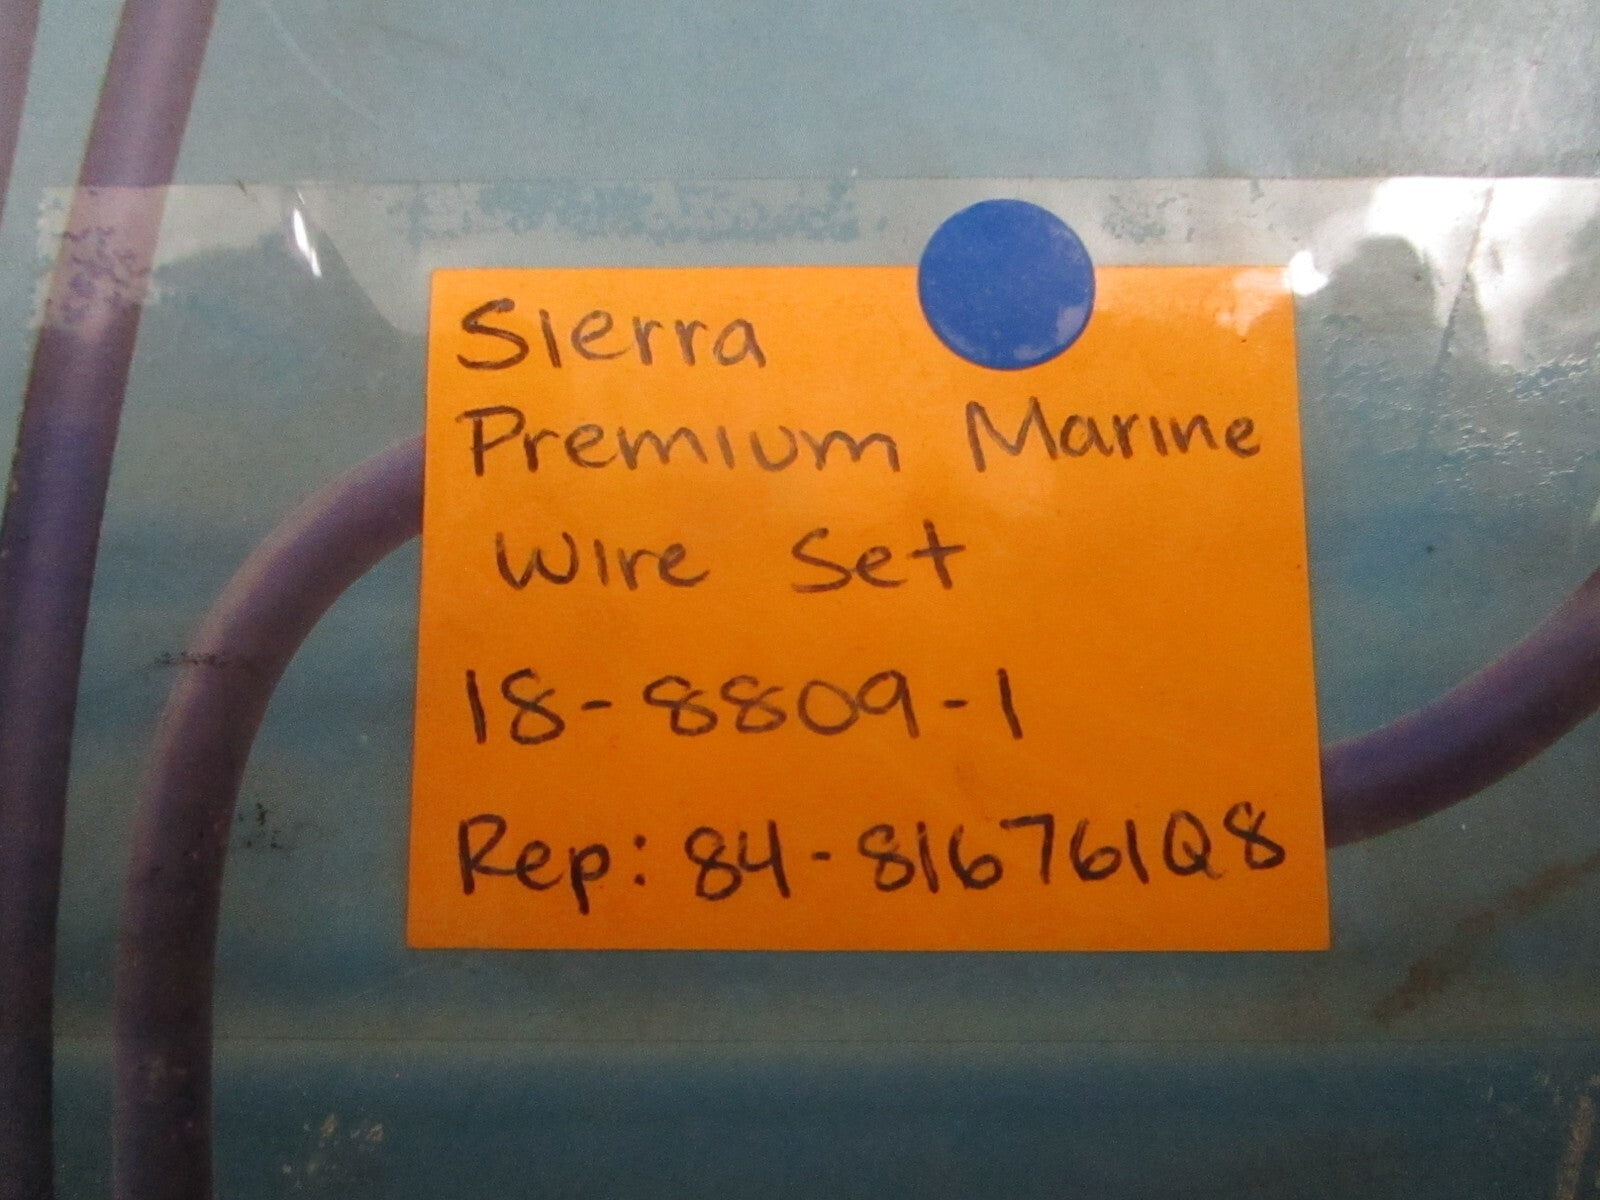 Sierra
Premium Marine
Wire Set
18-8809-1
Rep: 84-816761Q8